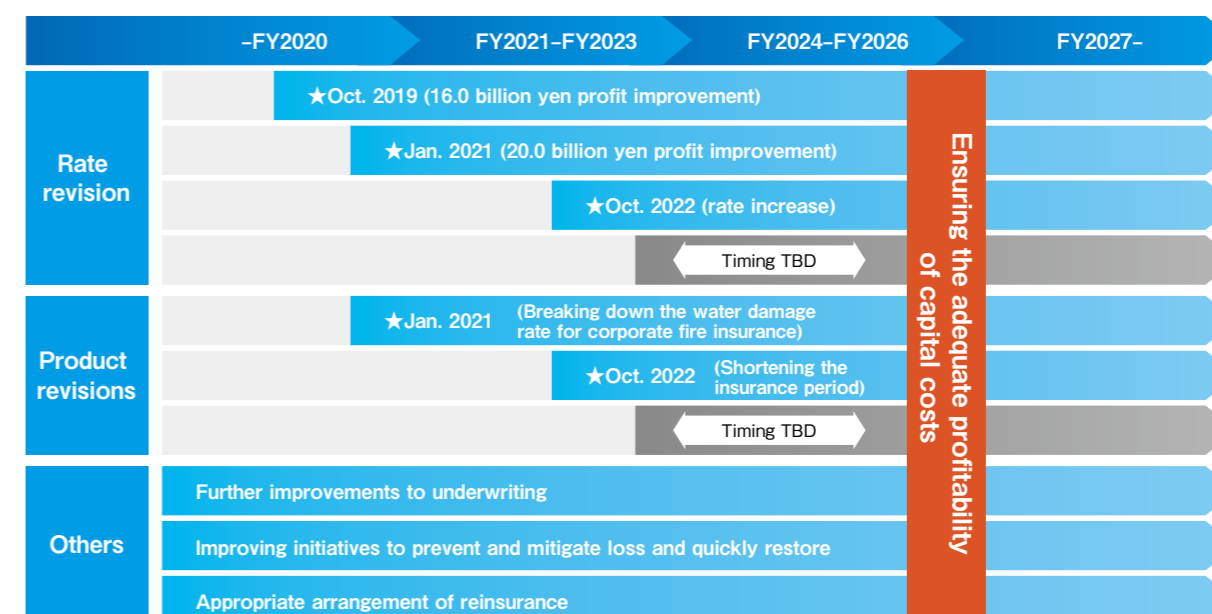 –FY2020
FY2021–FY2023
FY2024–FY2026
FY2027–
Rate
revision
★Oct. 2019 (16.0 billion yen profit improvement)
★Jan. 2021 (20.0 billion yen profit improvement)
★Oct. 2022 (rate increase)
Timing TBD
Product
revisions
★Jan. 2021
(Breaking down the water damage
rate for corporate fire insurance)
★Oct. 2022
(Shortening the
insurance period)
Timing TBD
Others
Further improvements to underwriting
Improving initiatives to prevent and mitigate loss and quickly restore
Appropriate arrangement of reinsurance
Ensuring the adequate profitability
of capital costs